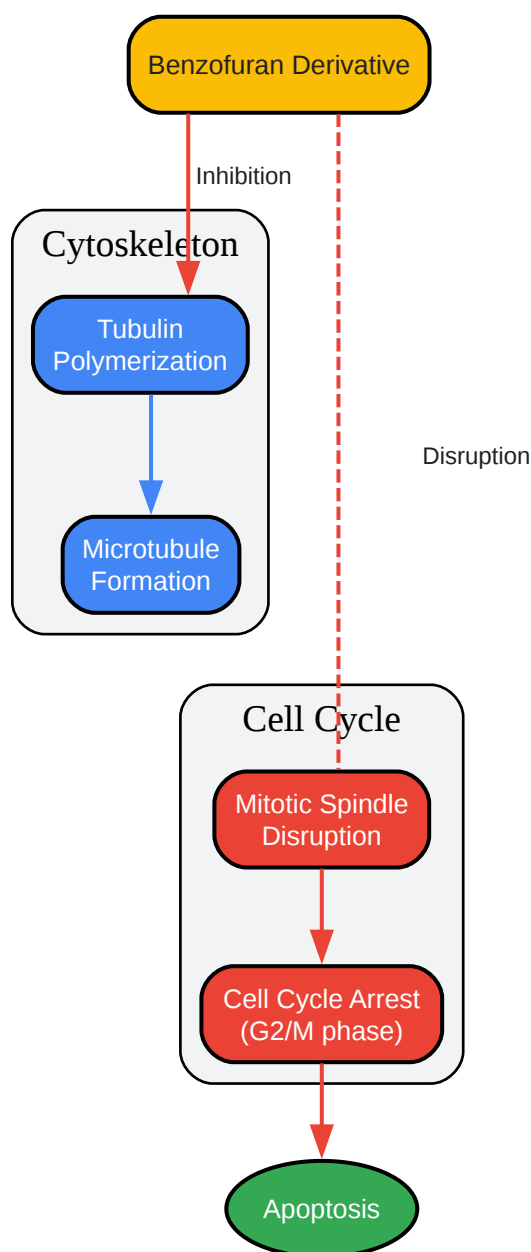 Benzofuran Derivative
Inhibition
Cytoskeleton
Tubulin
Polymerization
Disruption
Microtubule
Formation
Cell Cycle
Mitotic Spindle
Disruption
Cell Cycle Arrest
(G2/M phase)
Apoptosis